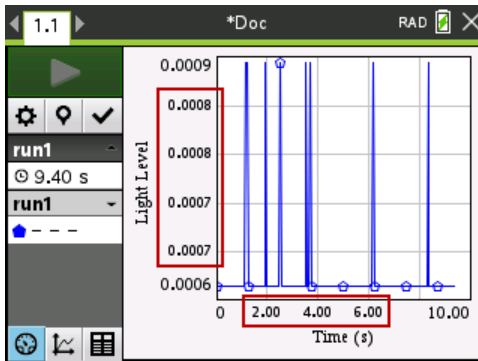 1.1 *Doc RAD
run1
9.40 s
run1
---
0.0009
0.0008
0.0008
0.0007
0.0007
0.0006
Light Level
0 2.00 4.00 6.00 10.00
Time (s)